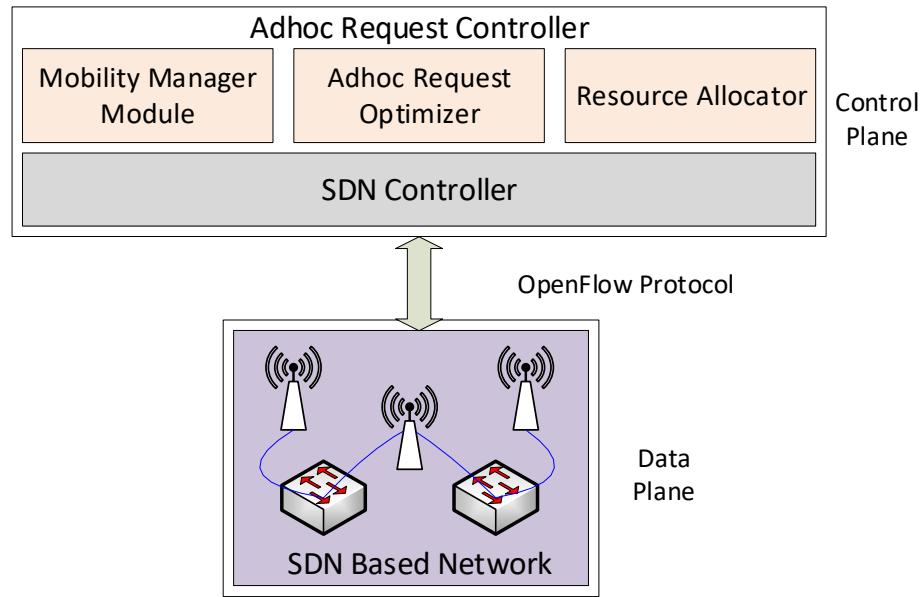 Adhoc Request Controller
Mobility Manager
Module
Adhoc Request
Optimizer
Resource Allocator
Control
Plane
SDN Controller
OpenFlow Protocol
Data
Plane
SDN Based Network